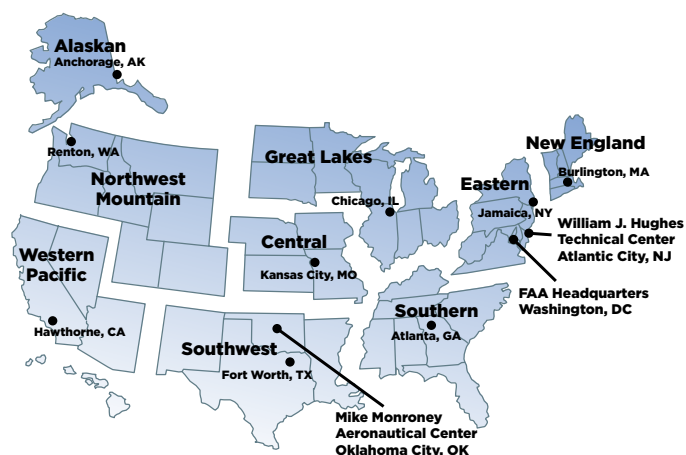 Alaskan
Anchorage, AK
Renton, WA
Northwest
Mountain
Great Lakes
Chicago, IL
New England
Burlington, MA
Eastern
Jamaica, NY
William J. Hughes
Technical Center
Atlantic City, NJ
FAA Headquarters
Washington, DC
Western
Pacific
Hawthorne, CA
Central
Kansas City, MO
Southern
Atlanta, GA
Southwest
Fort Worth, TX
Mike Monroney
Aeronautical Center
Oklahoma City, OK